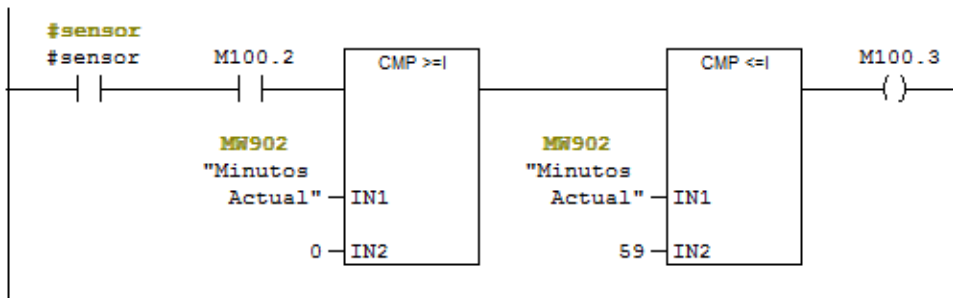 #sensor
#sensor M100.2 CMP >=I CMP <=I M100.3
MW902 MW902
"Minutos "Minutos
Actual" IN1 Actual" IN1
0 IN2 59 IN2